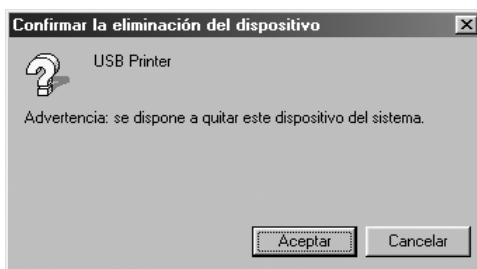 Confirmar la eliminación del dispositivo
USB Printer
Advertencia: se dispone a quitar este dispositivo del sistema.
Aceptar
Cancelar